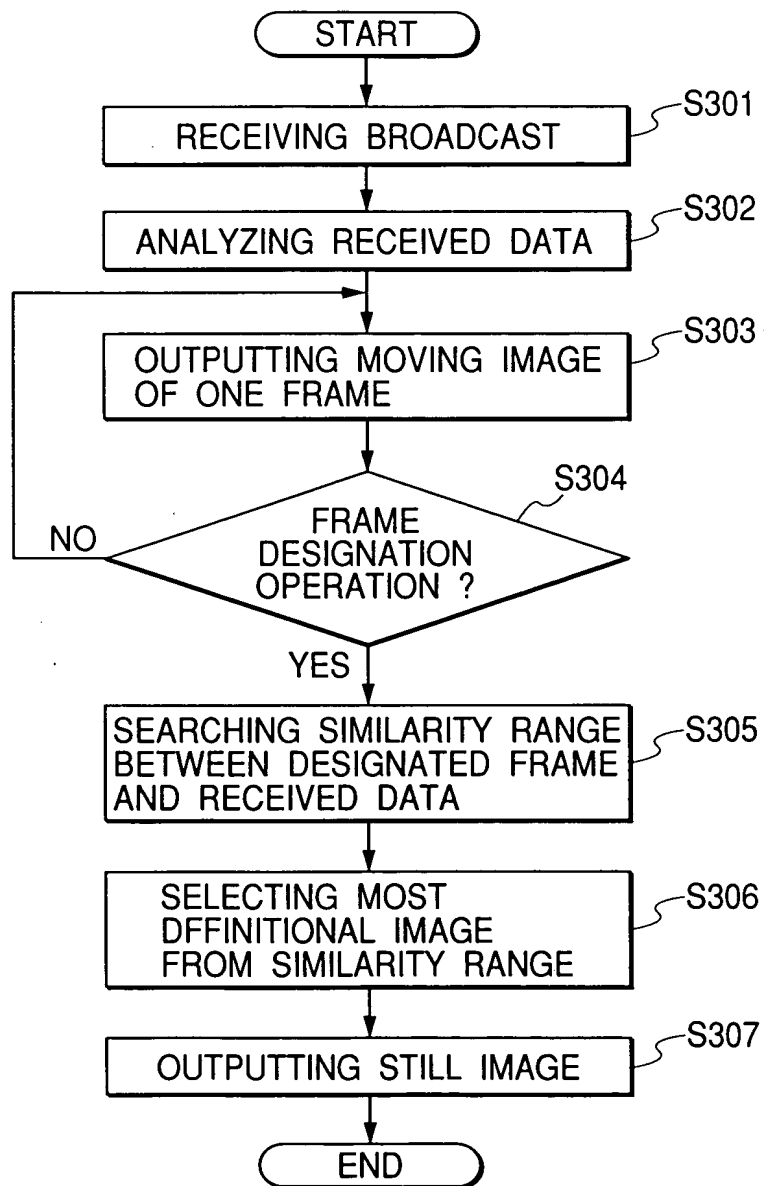 START
RECEIVING BROADCAST
S301
ANALYZING RECEIVED DATA
S302
OUTPUTTING MOVING IMAGE
OF ONE FRAME
S303
FRAME
DESIGNATION
OPERATION ?
S304
NO
YES
SEARCHING SIMILARITY RANGE
BETWEEN DESIGNATED FRAME
AND RECEIVED DATA
S305
SELECTING MOST
DFFINITIONAL IMAGE
FROM SIMILARITY RANGE
S306
OUTPUTTING STILL IMAGE
S307
END